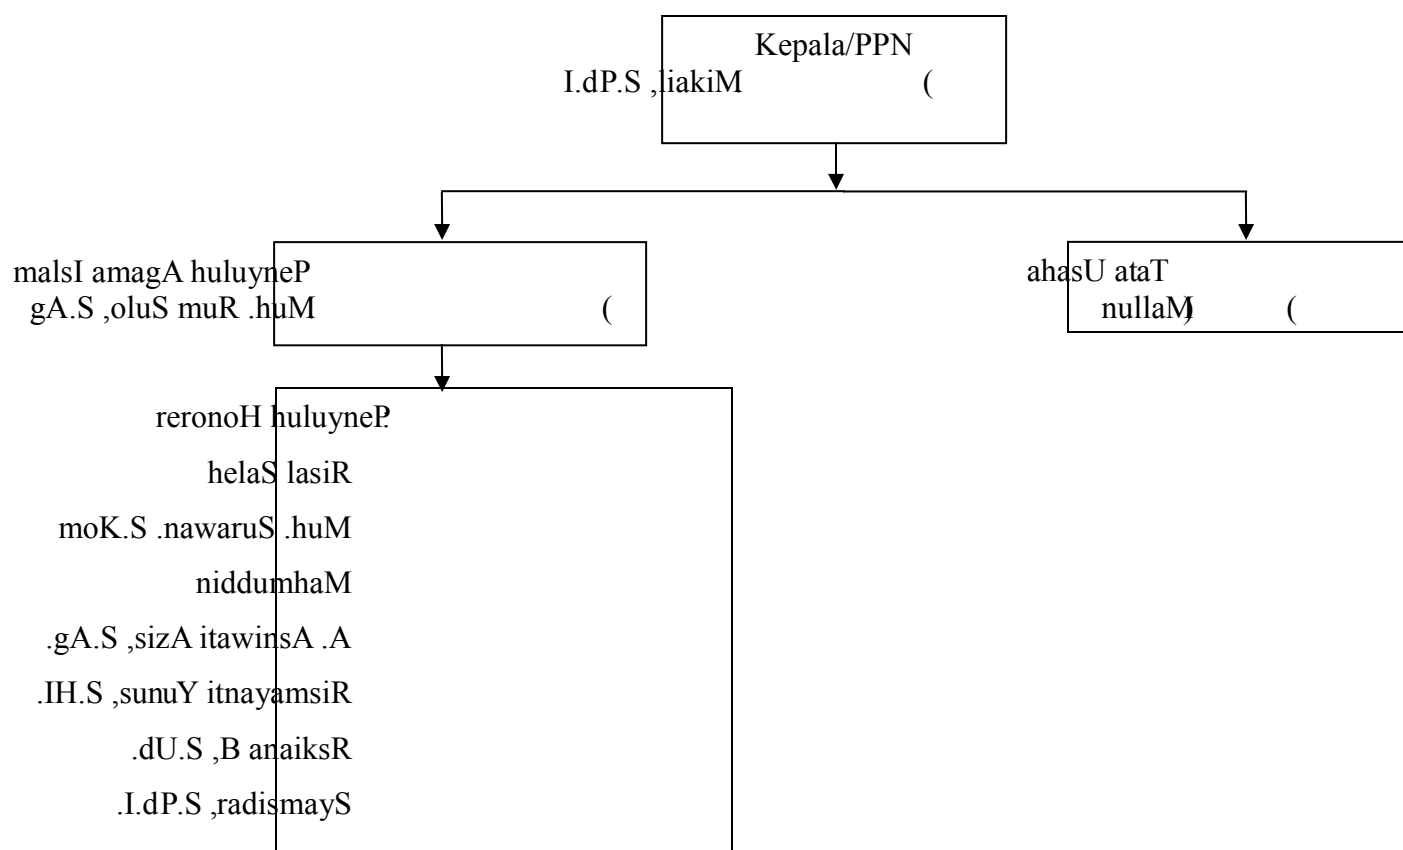 Kepala/PPN
I.dP.S ,liakiM (
malsI amagA huluyneP
gA.S ,oluS muR .huM (
ahasU ataT
nullaM) (
reronoH huluyneP:
helaS lasiR
moK.S .nawaruS .huM
niddumhaM
.gA.S ,sizA itawinsA .A
.IH.S ,sunuY itnayamsiR
.dU.S ,B anaiksR
.I.dP.S ,radismayS